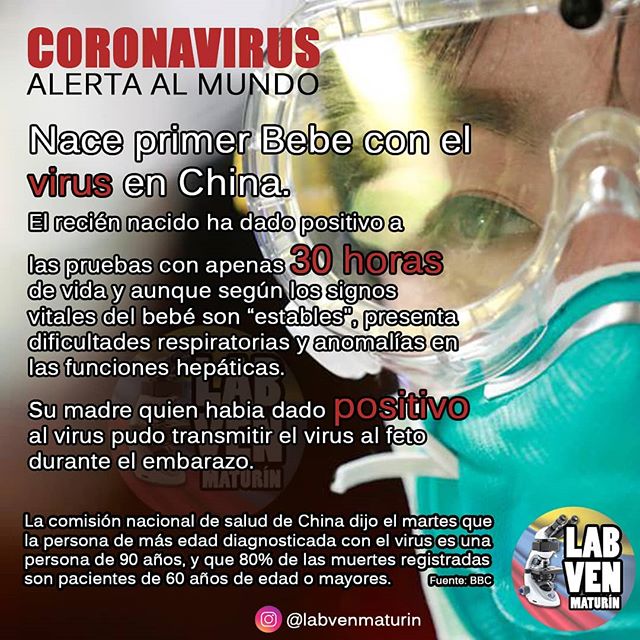 CORONAVIRUS
ALERTA AL MUNDO
Nace primer Bebe con el
virus en China.
El recién nacido ha dado positivo a
las pruebas con apenas 30 horas
de vida y aunque según los signos
vitales del bebé son “estables”, presenta
dificultades respiratorias y anomalías en
las funciones hepáticas.
Su madre quien habia dado positivo
al virus pudo transmitir el virus al feto
durante el embarazo.
LAB
VEN
MATURÍN
La comisión nacional de salud de China dijo el martes que
la persona de más edad diagnosticada con el virus es una
persona de 90 años, y que 80% de las muertes registradas
son pacientes de 60 años de edad o mayores.
Fuente: BBC
LAB
VEN
MATURÍN
@labvenmaturin